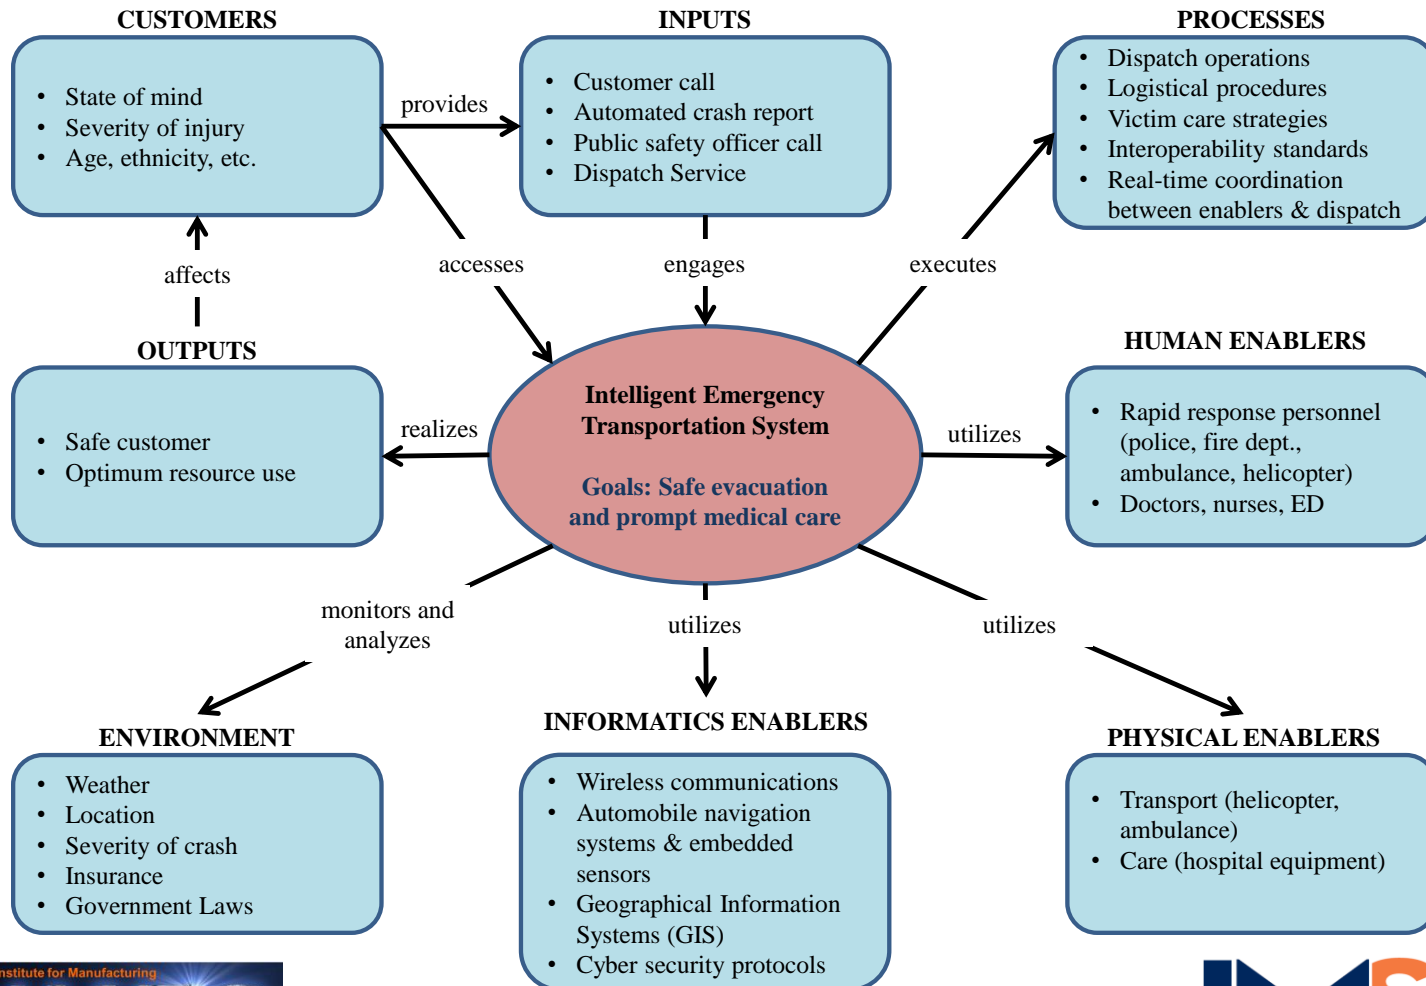 CUSTOMERS
• State of mind
• Severity of injury
• Age, ethnicity, etc.
provides
INPUTS
• Customer call
• Automated crash report
• Public safety officer call
• Dispatch Service
PROCESSES
• Dispatch operations
• Logistical procedures
• Victim care strategies
• Interoperability standards
• Real-time coordination
between enablers & dispatch
affects
accesses
engages
executes
OUTPUTS
• Safe customer
• Optimum resource use
realizes
Intelligent Emergency
Transportation System
Goals: Safe evacuation
and prompt medical care
utilizes
HUMAN ENABLERS
• Rapid response personnel
(police, fire dept.,
ambulance, helicopter)
• Doctors, nurses, ED
monitors and
analyzes
utilizes
utilizes
ENVIRONMENT
• Weather
• Location
• Severity of crash
• Insurance
• Government Laws
INFORMATICS ENABLERS
• Wireless communications
• Automobile navigation
systems & embedded
sensors
• Geographical Information
Systems (GIS)
• Cyber security protocols
PHYSICAL ENABLERS
• Transport (helicopter,
ambulance)
• Care (hospital equipment)
nstitute for Manufacturing